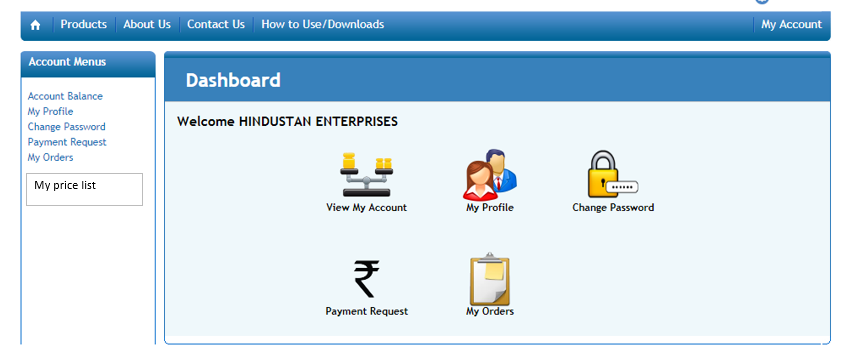 Products
About Us
Contact Us
How to Use/Downloads
My Account
Account Menus
Account Balance
My Profile
Change Password
Payment Request
My Orders
My price list
Dashboard
Welcome HINDUSTAN ENTERPRISES
View My Account
My Profile
Change Password
₹
Payment Request
My Orders